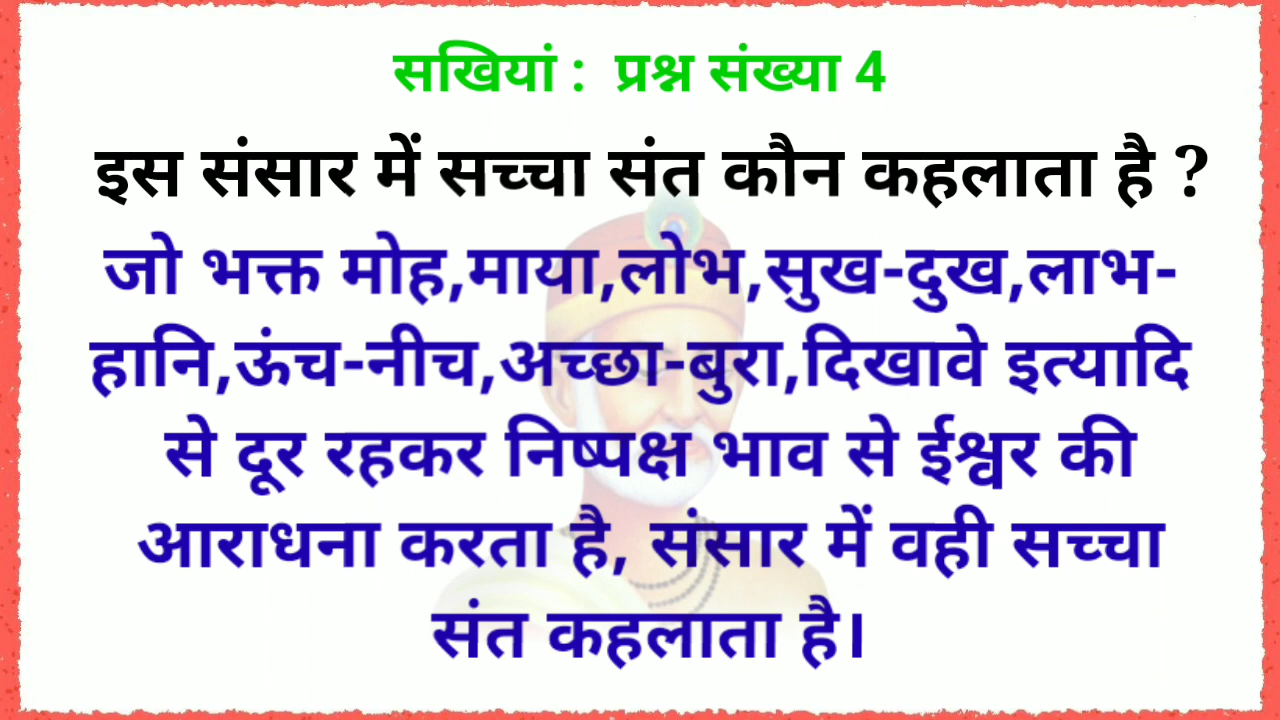 सखियां : प्रश्न संख्या 4
इस संसार में सच्चा संत कौन कहलाता है ?
जो भक्त मोह,माया,लोभ,सुख-दुख,लाभ-
हानि,ऊंच-नीच,अच्छा-बुरा,दिखावे इत्यादि
से दूर रहकर निष्पक्ष भाव से ईश्वर की
आराधना करता है, संसार में वही सच्चा
संत कहलाता है।